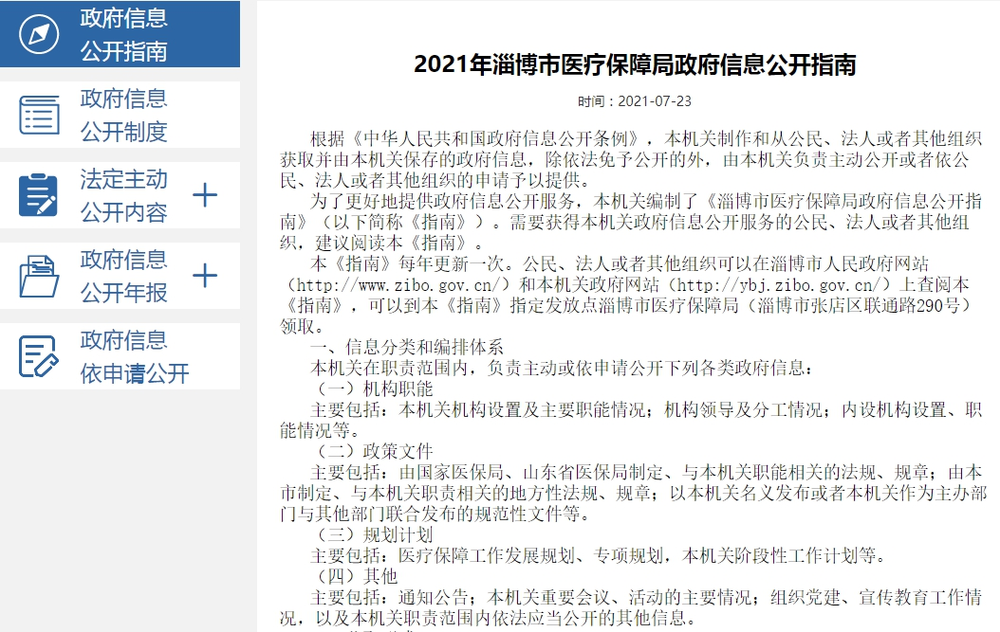 政府信息
公开指南
政府信息
公开制度
法定主动
公开内容
政府信息
公开年报
政府信息
依申请公开
2021年淄博市医疗保障局政府信息公开指南
时间：2021-07-23
根据《中华人民共和国政府信息公开条例》，本机关制作和从公民、法人或者其他组织
获取并由本机关保存的政府信息，除依法免予公开的外，由本机关负责主动公开或者依公
民、法人或者其他组织的申请予以提供。
为了更好地提供政府信息公开服务，本机关编制了《淄博市医疗保障局政府信息公开指
南》（以下简称《指南》）。需要获得本机关政府信息公开服务的公民、法人或者其他组
织，建议阅读本《指南》。
本《指南》每年更新一次。公民、法人或者其他组织可以在淄博市人民政府网站
（http://www.zibo.gov.cn/）和本机关政府网站（http://ybj.zibo.gov.cn/）上查阅本
《指南》，可以到本《指南》指定发放点淄博市医疗保障局（淄博市张店区联通路290号）
领取。
一、信息分类和编排体系
本机关在职责范围内，负责主动或依申请公开下列各类政府信息：
（一）机构职能
主要包括：本机关机构设置及主要职能情况；机构领导及分工情况；内设机构设置、职
能情况等。
（二）政策文件
主要包括：由国家医保局、山东省医保局制定、与本机关职能相关的法规、规章；由本
市制定、与本机关职责相关的地方性法规、规章；以本机关名义发布或者本机关作为主办部
门与其他部门联合发布的规范性文件等。
（三）规划计划
主要包括：医疗保障工作发展规划、专项规划，本机关阶段性工作计划等。
（四）其他
主要包括：通知公告；本机关重要会议、活动的主要情况；组织党建、宣传教育工作情
况，以及本机关职责范围内依法应当公开的其他信息。